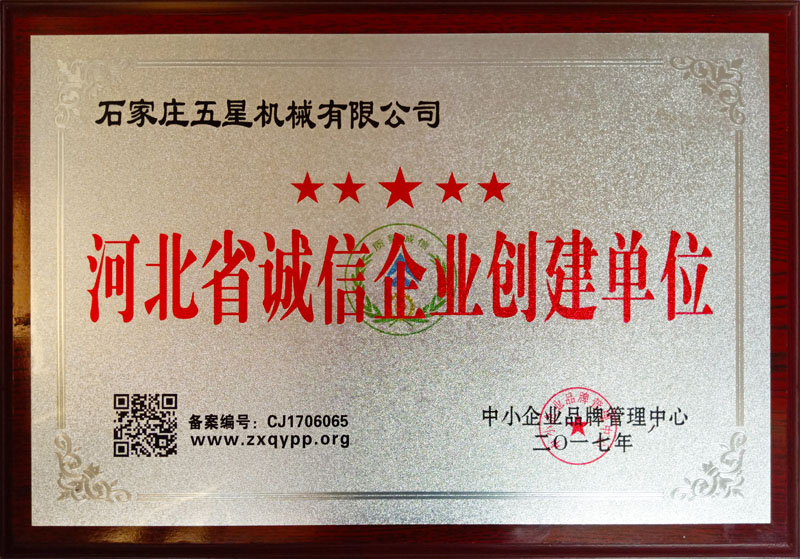 石家庄五星机械有限公司
★★★★★
河北省诚信企业创建单位
备案编号：CJ1706065
www.zxqypp.org
中小企业品牌管理中心
二〇一七年